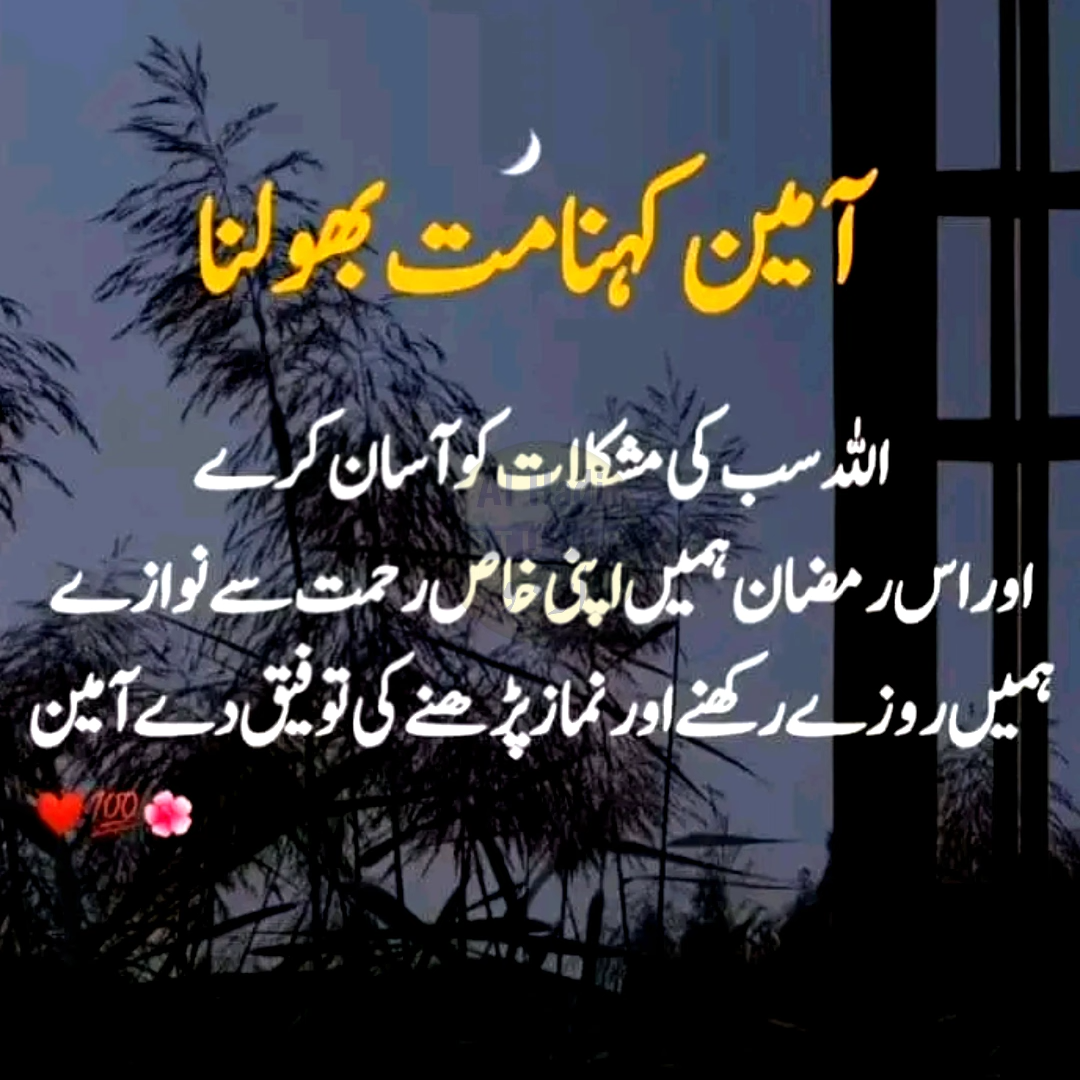 آمین کہنا مت بھولنا
اللہ سب کی مشکلات کو آسان کرے
اور اس رمضان ہمیں اپنی خاص رحمت سے نوازے
ہمیں روزے رکھنے اور نماز پڑھنے کی توفیق دے آمین
❤️💯🌸